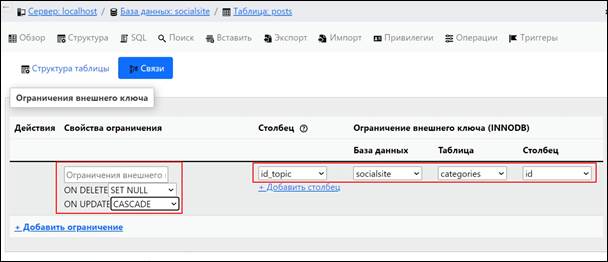 Сервер: localhost / База данных: socialsite / Таблица: posts
Обзор Структура SQL Поиск Вставить Экспорт Импорт Привилегии Операции Триггеры
Структура таблицы Связи
Ограничения внешнего ключа
Действия Свойства ограничения Столбец Ограничение внешнего ключа (INNODB)
База данных Таблица Столбец
Ограничения внешнего к id_topic socialsite categories id
ON DELETE SET NULL + Добавить столбец
ON UPDATE CASCADE
+ Добавить ограничение